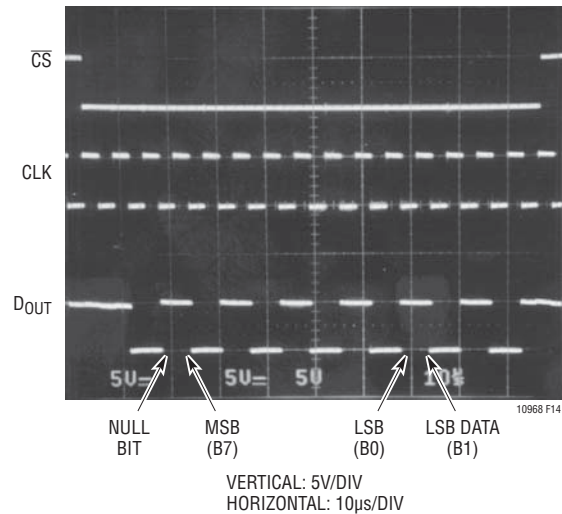 CS
CLK
DOUT
5V= 5V= 5V
10968 F14
NULL BIT
MSB (B7)
LSB (B0)
LSB DATA (B1)
VERTICAL: 5V/DIV
HORIZONTAL: 10µs/DIV